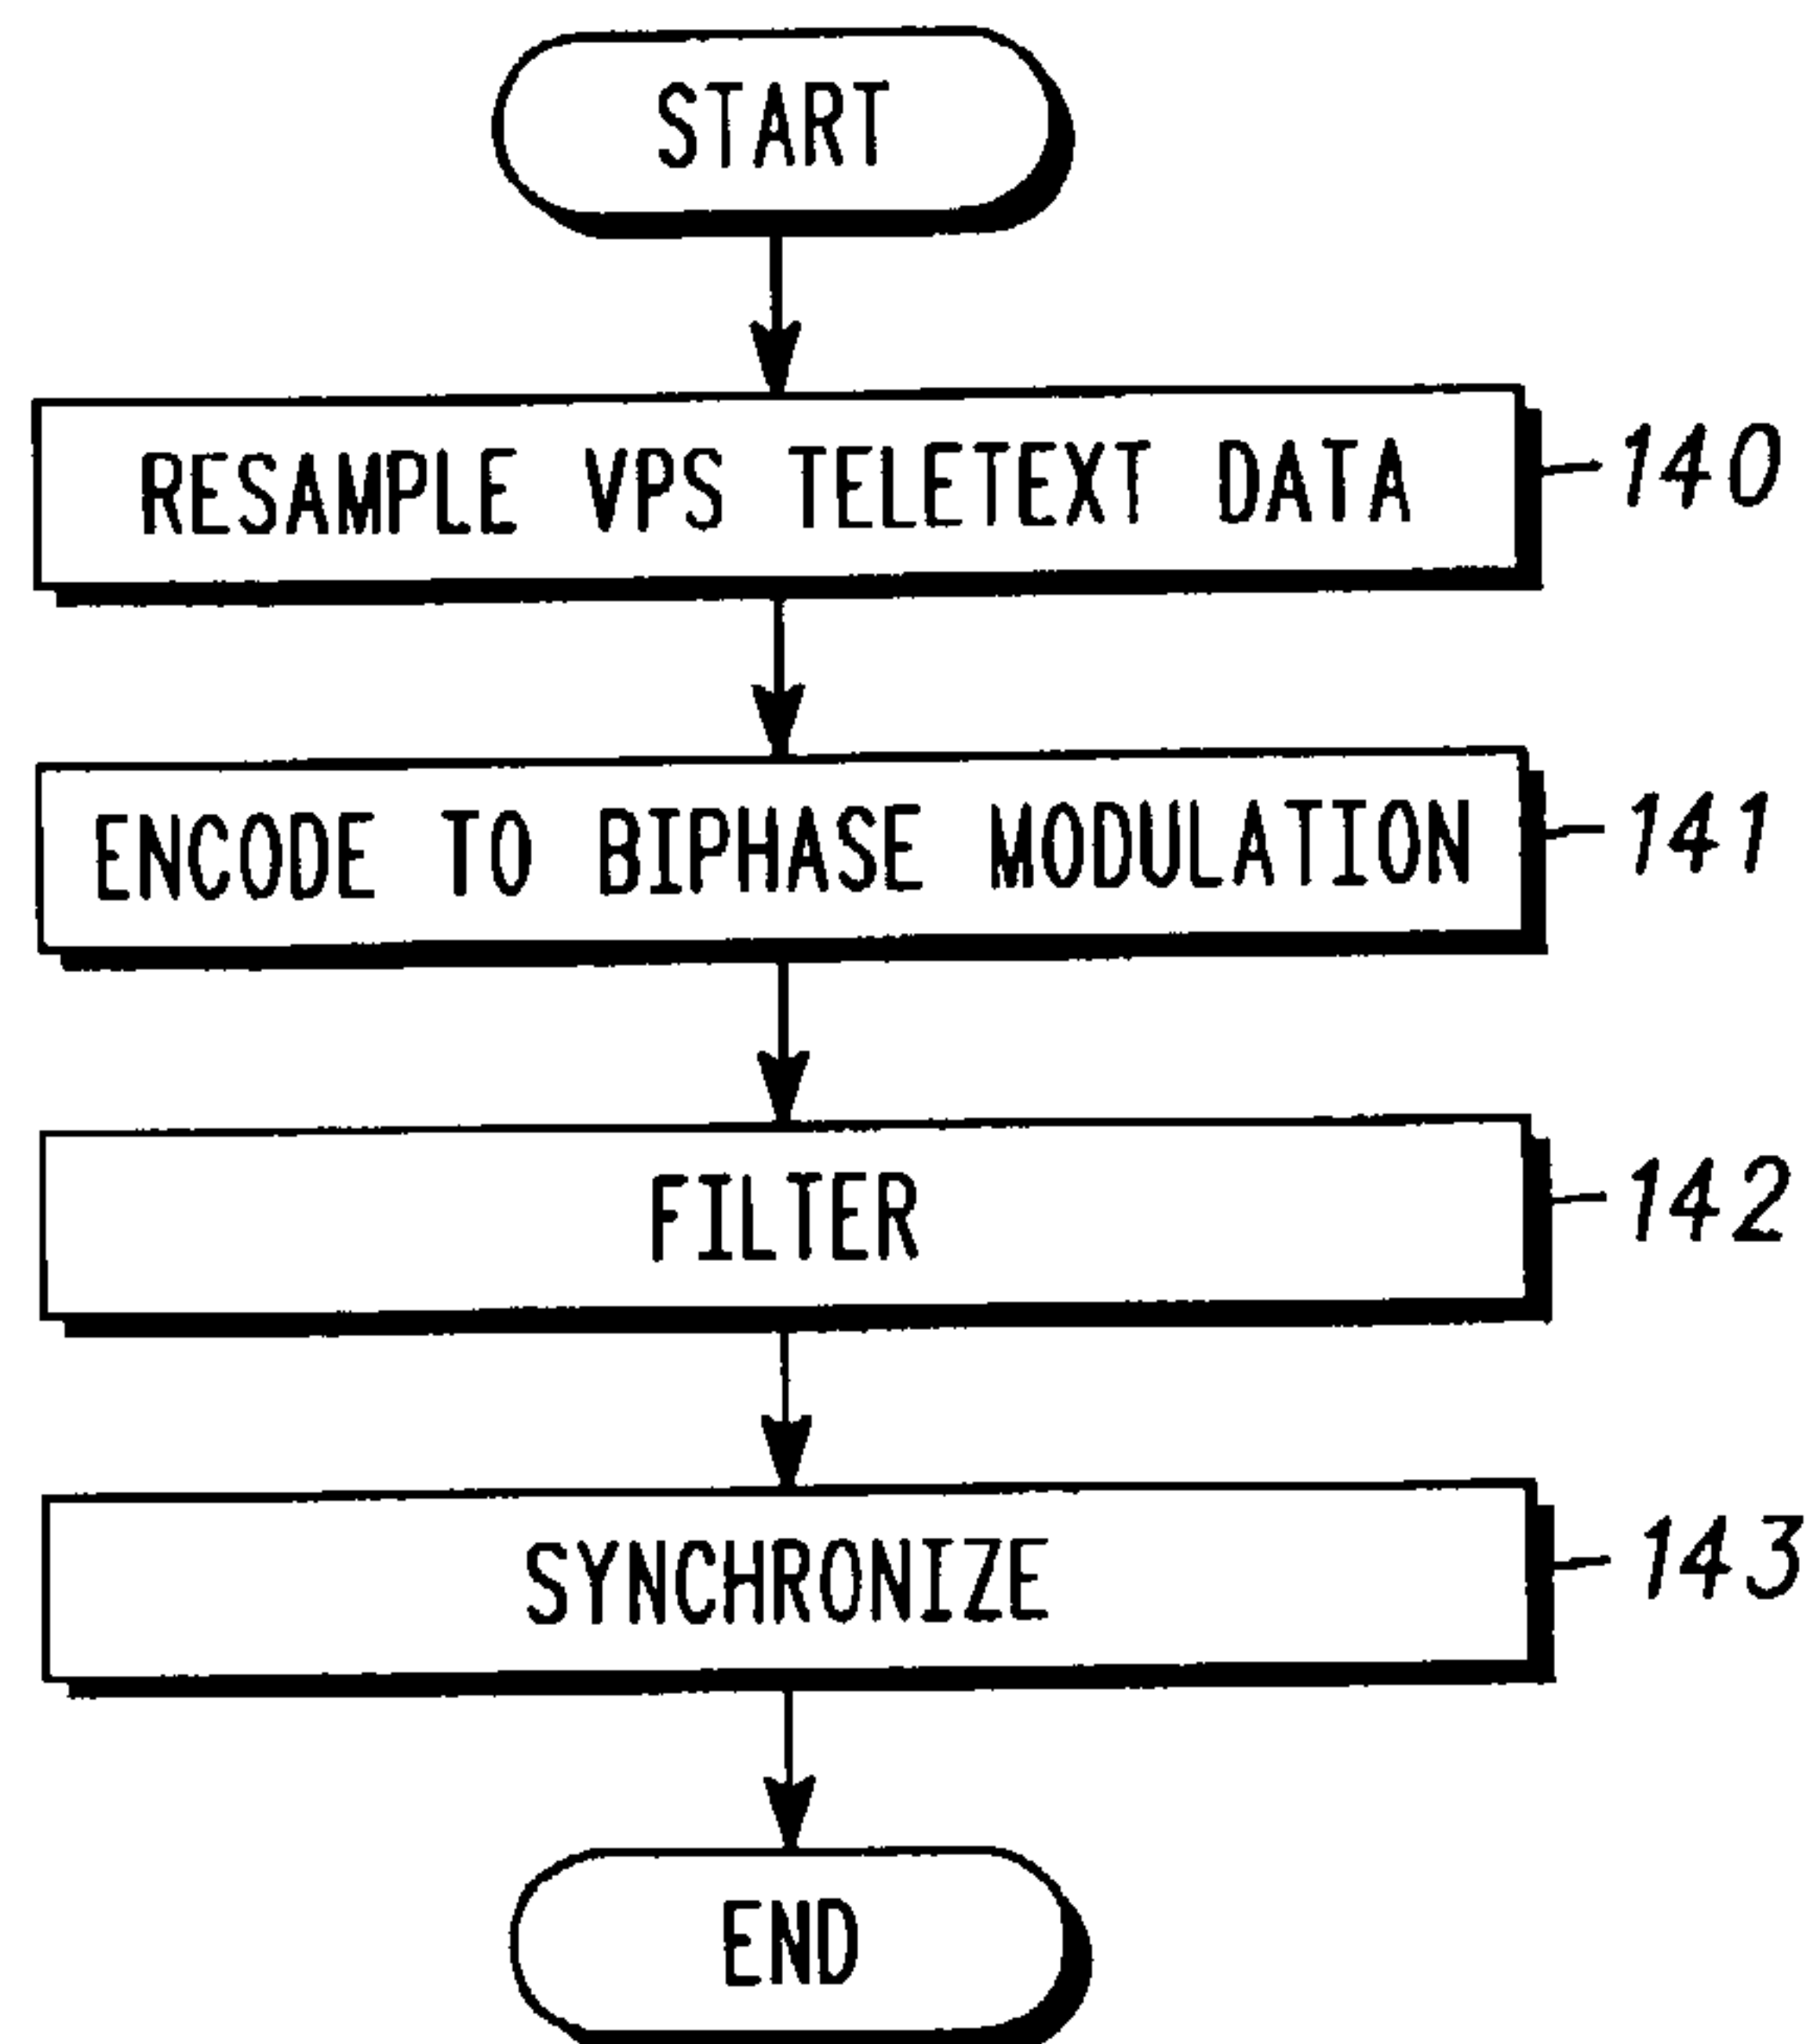 START
RESAMPLE VPS TELETEXT DATA 140
ENCODE TO BIPHASE MODULATION 141
FILTER 142
SYNCHRONIZE 143
END